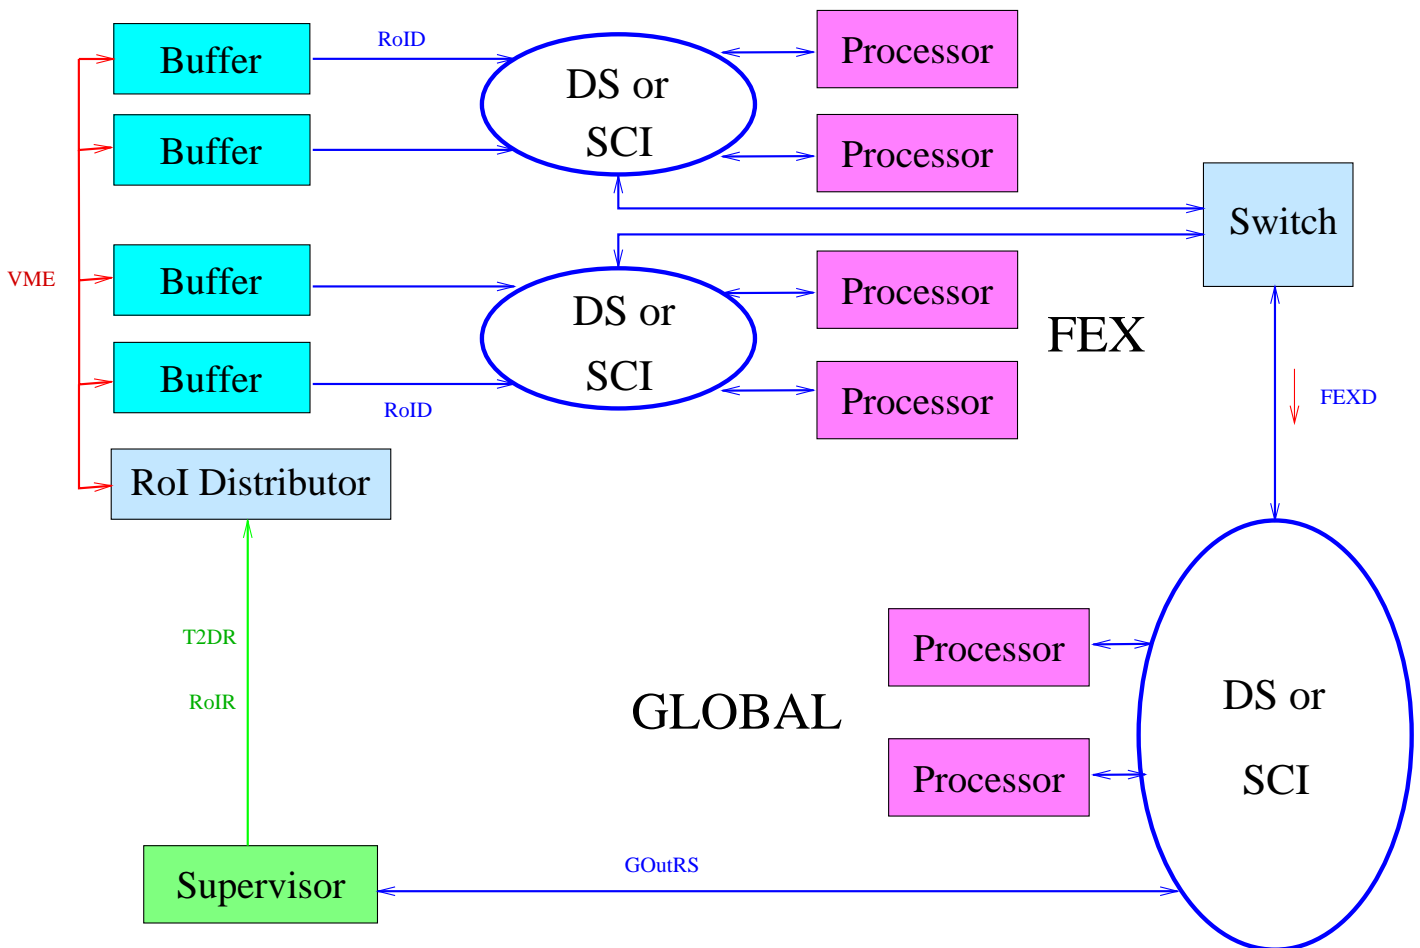 Buffer
RoID
DS or
SCI
Processor
Buffer
Processor
Switch
VME
Buffer
DS or
SCI
Processor
FEX
Buffer
RoID
Processor
FEXD
RoI Distributor
T2DR
RoIR
Processor
GLOBAL
DS or
SCI
Processor
Supervisor
GOutRS